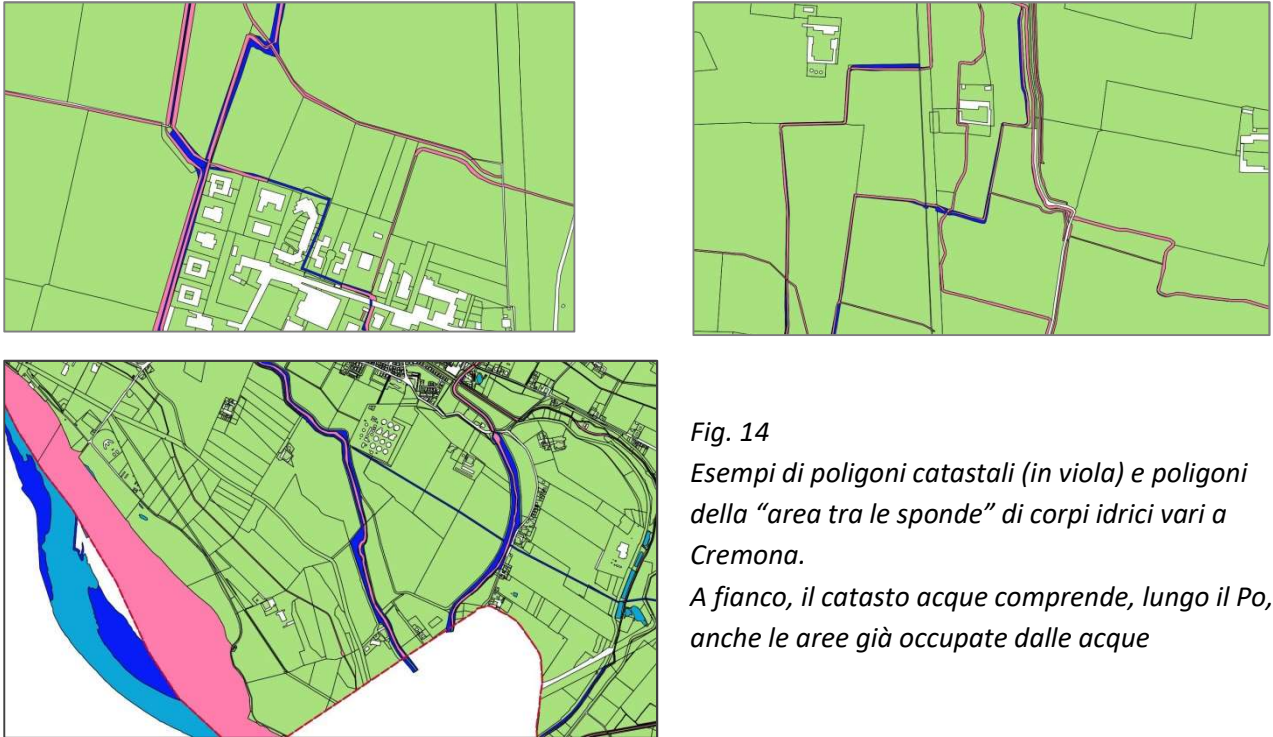 Fig. 14
Esempi di poligoni catastali (in viola) e poligoni
della “area tra le sponde” di corpi idrici vari a
Cremona.
A fianco, il catasto acque comprende, lungo il Po,
anche le aree già occupate dalle acque